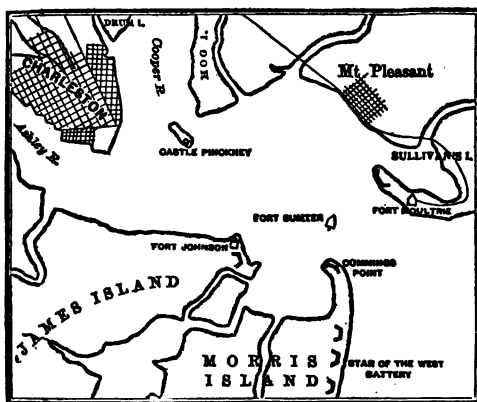 DRUM I.
Cooper R.
CHARLESTON
Ashley R.
Mt. Pleasant
CASTLE PINCKNEY
SULLIVAN'S I.
FORT MOULTRIE
FORT SUMTER
FORT JOHNSON
CUMMINGS
POINT
JAMES ISLAND
MORRIS
ISLAND
STAR OF THE WEST
BATTERY